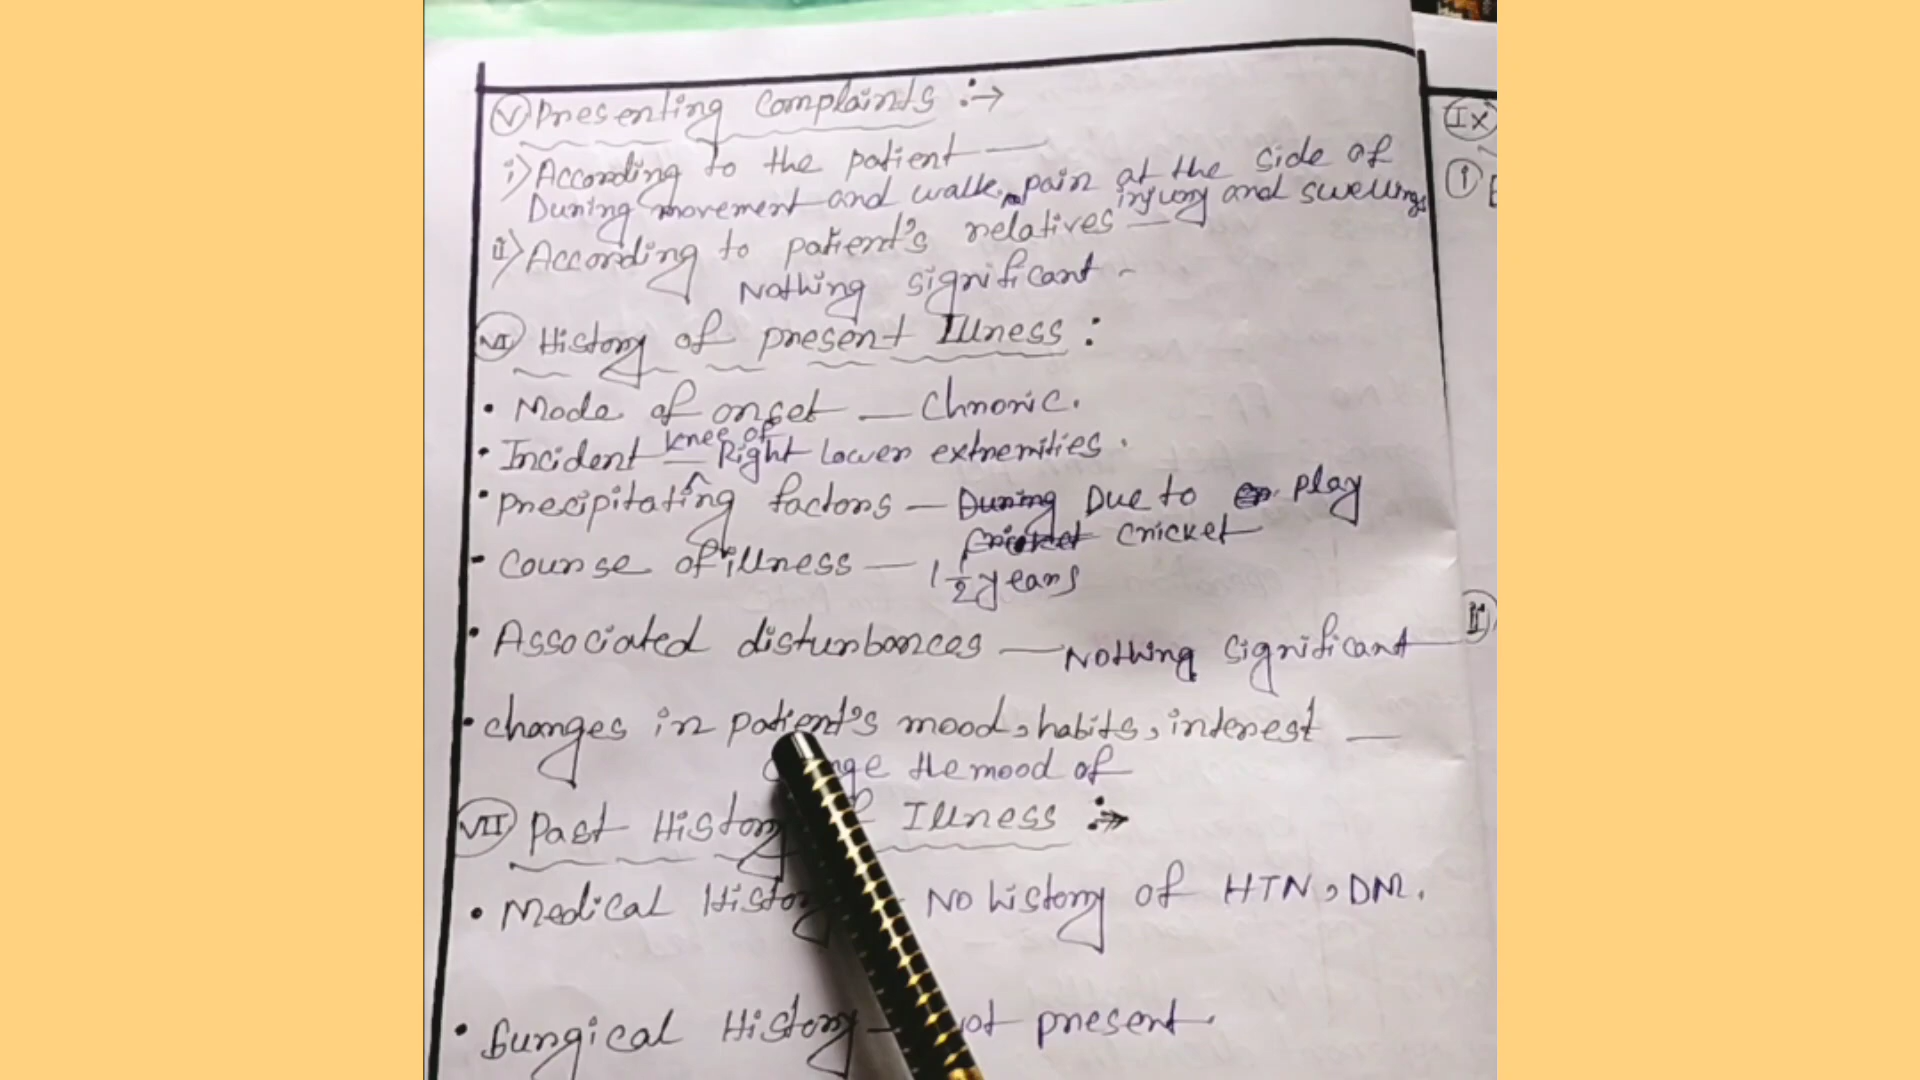 V Presenting complaints :→
i) According to the patient —
During movement and walk, pain at the side of
injury and swellings
ii) According to patient's relatives —
Nothing significant -
VI History of present Illness :
• Mode of onset — Chronic.
• Incident — knee of Right Lower extremities.
• Precipitating factors — During Due to play
cricket cricket
- Course of illness — 1 1/2 years
• Associated disturbances — Nothing significant
• changes in patient's mood, habits, interest —
the mood of
VII Past History Illness :→
• Medical History - No history of HTN, DM.
• Surgical History - present.
IX
i
II